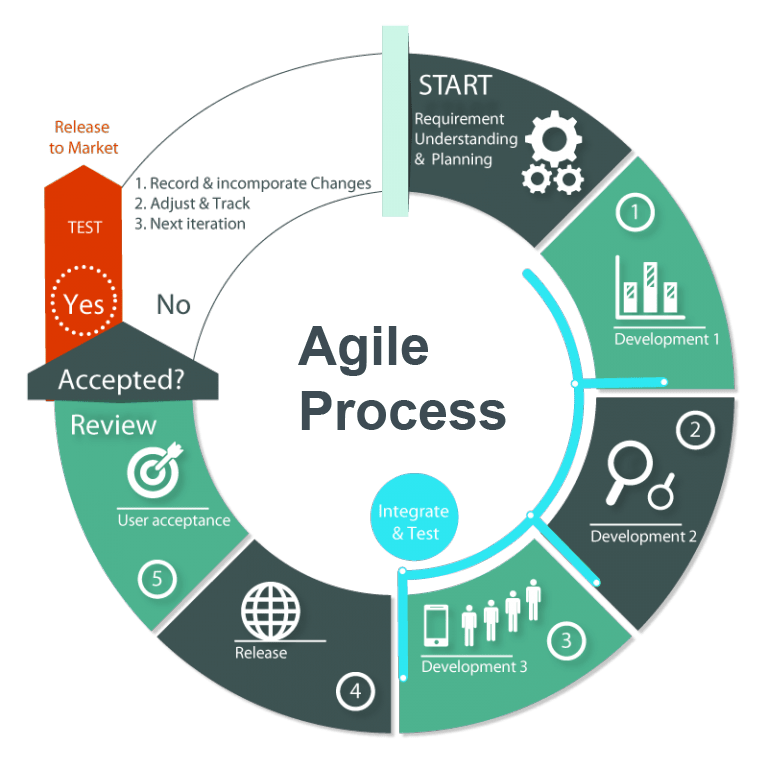 START
Requirement
Understanding
& Planning
1
Development 1
2
Development 2
3
Development 3
Integrate
& Test
4
Release
5
User acceptance
Review
Accepted?
Yes
TEST
Release
to Market
No
1. Record & incomporate Changes
2. Adjust & Track
3. Next iteration
Agile
Process